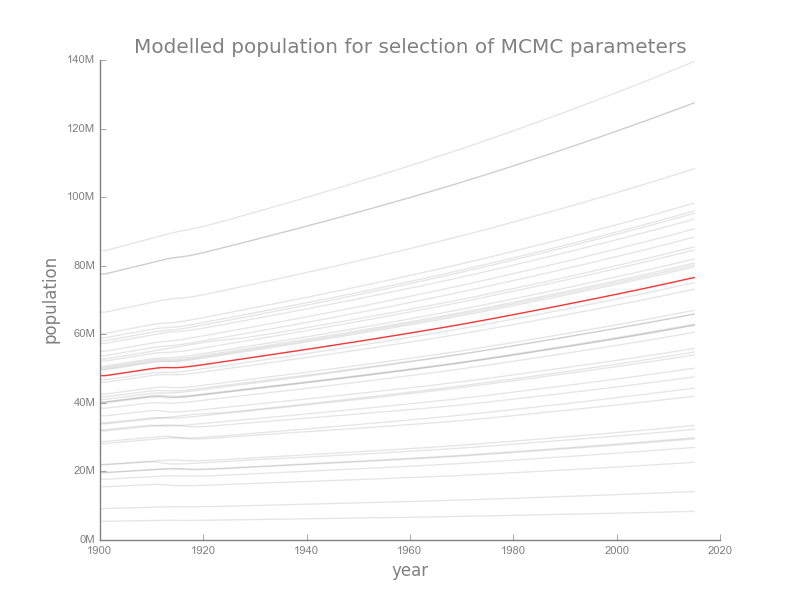 Modelled population for selection of MCMC parameters
140M
120M
100M
80M
60M
40M
20M
0M
population
1900
1920
1940
1960
1980
2000
2020
year